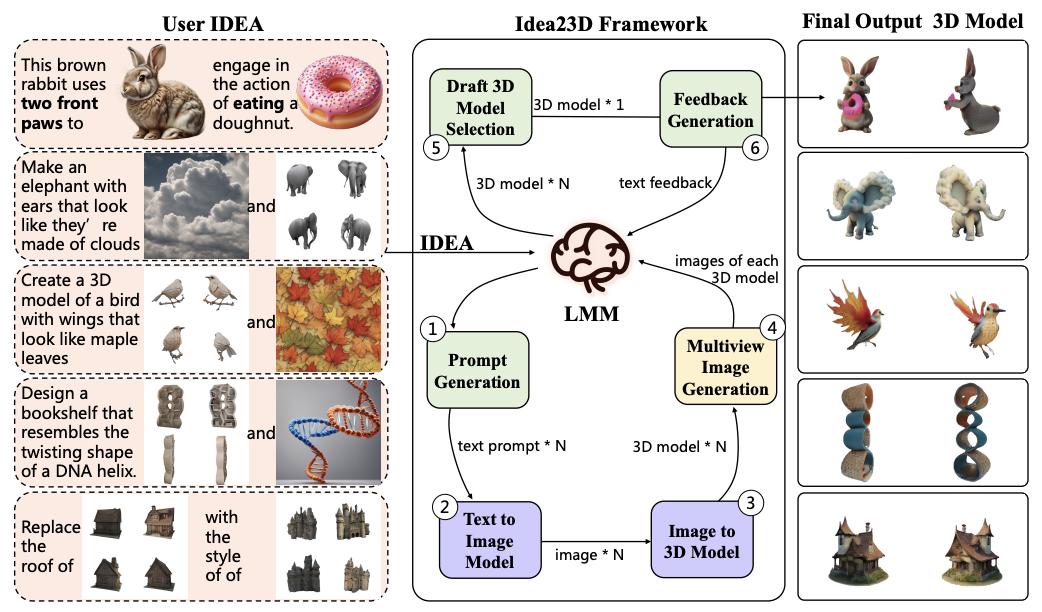 User IDEA
Idea23D Framework
Final Output 3D Model
This brown
rabbit uses
two front
paws to
engage in
the action
of eating a
doughnut.
Make an
elephant with
ears that look
like they’ re
made of clouds
and
Create a 3D
model of a bird
with wings that
look like maple
leaves
and
Design a
bookshelf that
resembles the
twisting shape
of a DNA helix.
and
Replace
the
roof of
with
the
style
of of
IDEA
Draft 3D
Model
Selection
5
3D model * 1
Feedback
Generation
6
3D model * N
text feedback
LMM
images of each
3D model
1
Prompt
Generation
4
Multiview
Image
Generation
text prompt * N
3D model * N
2
Text to
Image
Model
image * N
3
Image to
3D Model